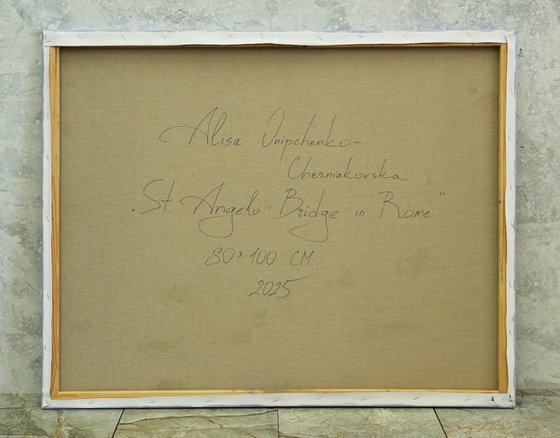 Alisa Onipchenko-
Cherniakovska
"St. Angelo Bridge in Rome"
80×100 CM
2025